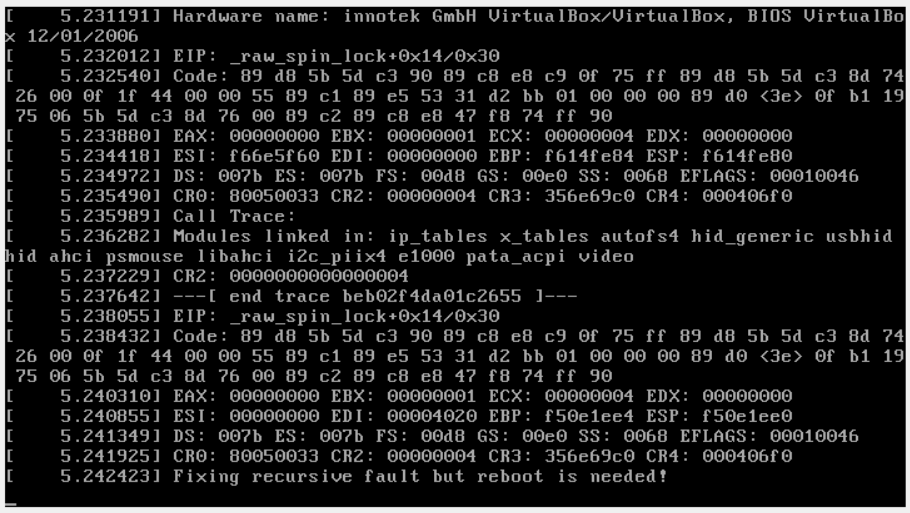 [    5.231191] Hardware name: innotek GmbH VirtualBox/VirtualBox, BIOS VirtualBo
x 12/01/2006
[    5.232012] EIP: _raw_spin_lock+0x14/0x30
[    5.232540] Code: 89 d8 5b 5d c3 90 89 c8 e8 c9 0f 75 ff 89 d8 5b 5d c3 8d 74
 26 00 0f 1f 44 00 00 55 89 c1 89 e5 53 31 d2 bb 01 00 00 00 89 d0 <3e> 0f b1 19
 75 06 5b 5d c3 8d 76 00 89 c2 89 c8 e8 47 f8 74 ff 90
[    5.233880] EAX: 00000000 EBX: 00000001 ECX: 00000004 EDX: 00000000
[    5.234418] ESI: f66e5f60 EDI: 00000000 EBP: f614fe84 ESP: f614fe80
[    5.234972] DS: 007b ES: 007b FS: 00d8 GS: 00e0 SS: 0068 EFLAGS: 00010046
[    5.235490] CR0: 80050033 CR2: 00000004 CR3: 356e69c0 CR4: 000406f0
[    5.235989] Call Trace:
[    5.236282] Modules linked in: ip_tables x_tables autofs4 hid_generic usbhid
hid ahci psmouse libahci i2c_piix4 e1000 pata_acpi video
[    5.237229] CR2: 0000000000000004
[    5.237642] ---[ end trace beb02f4da01c2655 ]---
[    5.238055] EIP: _raw_spin_lock+0x14/0x30
[    5.238432] Code: 89 d8 5b 5d c3 90 89 c8 e8 c9 0f 75 ff 89 d8 5b 5d c3 8d 74
 26 00 0f 1f 44 00 00 55 89 c1 89 e5 53 31 d2 bb 01 00 00 00 89 d0 <3e> 0f b1 19
 75 06 5b 5d c3 8d 76 00 89 c2 89 c8 e8 47 f8 74 ff 90
[    5.240310] EAX: 00000000 EBX: 00000001 ECX: 00000004 EDX: 00000000
[    5.240855] ESI: 00000000 EDI: 00004020 EBP: f50e1ee4 ESP: f50e1ee0
[    5.241349] DS: 007b ES: 007b FS: 00d8 GS: 00e0 SS: 0068 EFLAGS: 00010046
[    5.241925] CR0: 80050033 CR2: 00000004 CR3: 356e69c0 CR4: 000406f0
[    5.242423] Fixing recursive fault but reboot is needed!